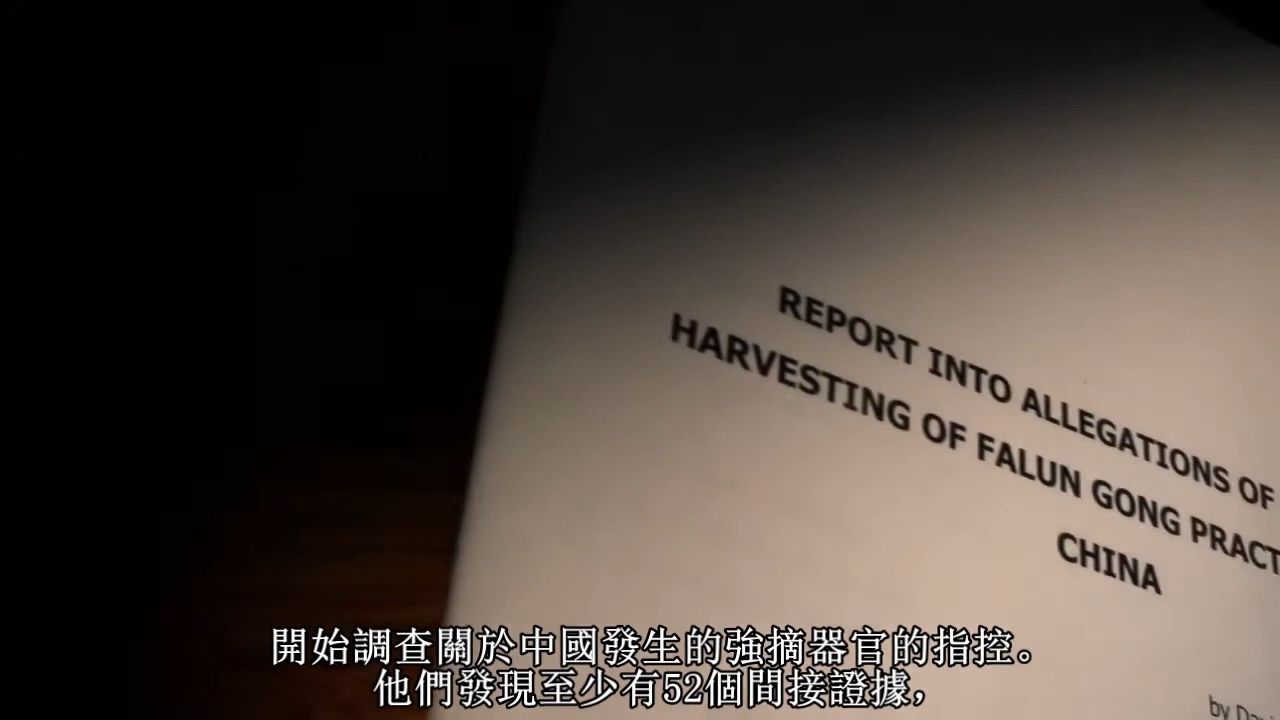 REPORT INTO ALLEGATIONS OF
HARVESTING OF FALUN GONG
CHINA
by
開始調查關於中國發生的強摘器官的指控。
他們發現至少有52個間接證據,